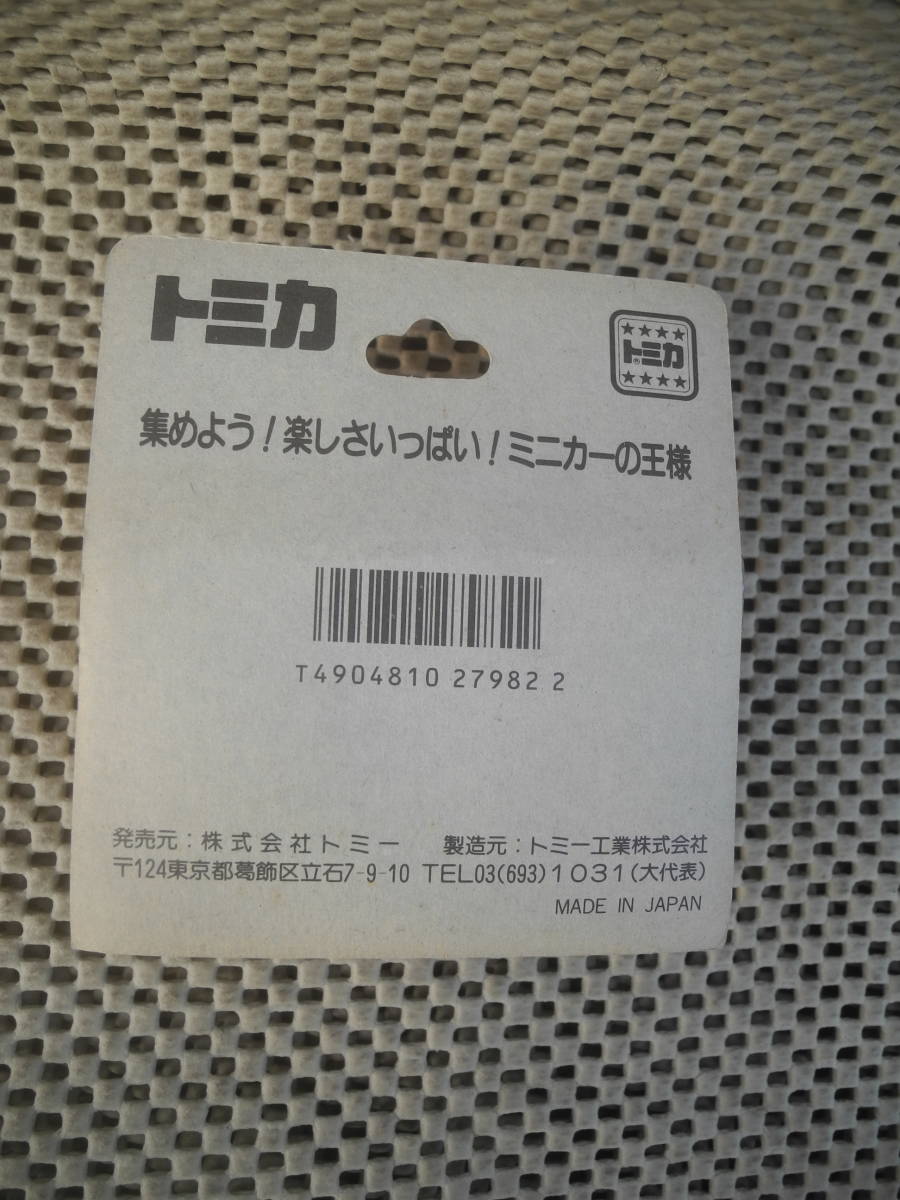 トミカ
★★★★
トミカ®
★★★★
集めよう！楽しさいっぱい！ミニカーの王様
T4904810 27982 2
発売元：株式会社トミー 製造元：トミー工業株式会社
〒124東京都葛飾区立石7-9-10 TEL03(693)1031(大代表)
MADE IN JAPAN